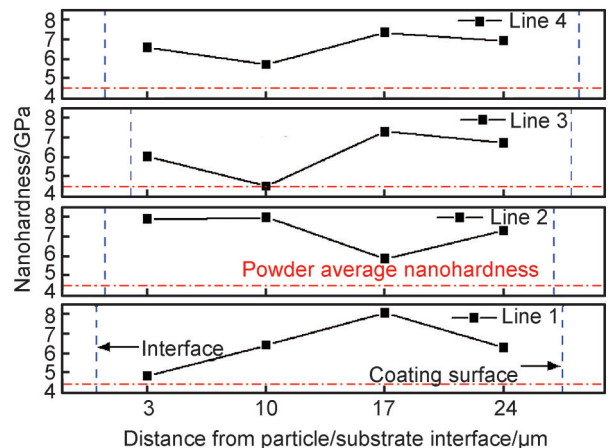 Nanohardness/GPa
8
7
6
5
4
Line 4
8
7
6
5
4
Line 3
8
7
6
5
4
Line 2
Powder average nanohardness
8
7
6
5
4
Line 1
Interface
Coating surface
3 10 17 24
Distance from particle/substrate interface/μm